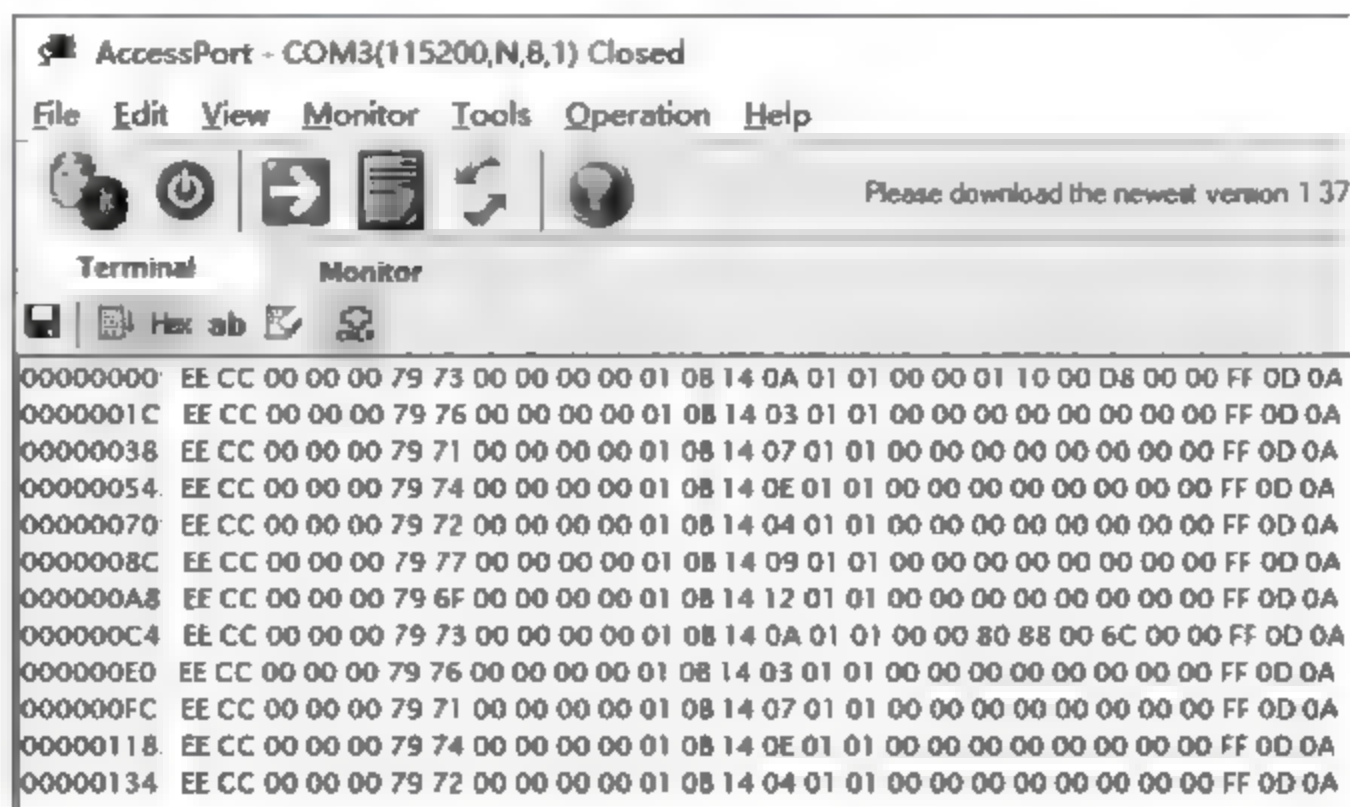 AccessPort - COM3(115200,N,8,1) Closed
File Edit View Monitor Tools Operation Help
Please download the newest version 1 37
Terminal Monitor
Hex ab
00000000 EE CC 00 00 00 79 73 00 00 00 00 01 0B 14 0A 01 01 00 00 01 10 00 D8 00 00 FF 0D 0A
0000001C EE CC 00 00 00 79 76 00 00 00 00 01 0B 14 03 01 01 00 00 00 00 00 00 00 00 FF 0D 0A
00000038 EE CC 00 00 00 79 71 00 00 00 00 01 0B 14 07 01 01 00 00 00 00 00 00 00 00 FF 0D 0A
00000054 EE CC 00 00 00 79 74 00 00 00 00 01 0B 14 0E 01 01 00 00 00 00 00 00 00 00 FF 0D 0A
00000070 EE CC 00 00 00 79 72 00 00 00 00 01 0B 14 04 01 01 00 00 00 00 00 00 00 00 FF 0D 0A
0000008C EE CC 00 00 00 79 77 00 00 00 00 01 0B 14 09 01 01 00 00 00 00 00 00 00 00 FF 0D 0A
000000A8 EE CC 00 00 00 79 6F 00 00 00 00 01 0B 14 12 01 01 00 00 00 00 00 00 00 00 FF 0D 0A
000000C4 EE CC 00 00 00 79 73 00 00 00 00 01 0B 14 0A 01 01 00 00 80 88 00 6C 00 00 FF 0D 0A
000000E0 EE CC 00 00 00 79 76 00 00 00 00 01 0B 14 03 01 01 00 00 00 00 00 00 00 00 FF 0D 0A
000000FC EE CC 00 00 00 79 71 00 00 00 00 01 0B 14 07 01 01 00 00 00 00 00 00 00 00 FF 0D 0A
00000118 EE CC 00 00 00 79 74 00 00 00 00 01 0B 14 0E 01 01 00 00 00 00 00 00 00 00 FF 0D 0A
00000134 EE CC 00 00 00 79 72 00 00 00 00 01 0B 14 04 01 01 00 00 00 00 00 00 00 00 FF 0D 0A